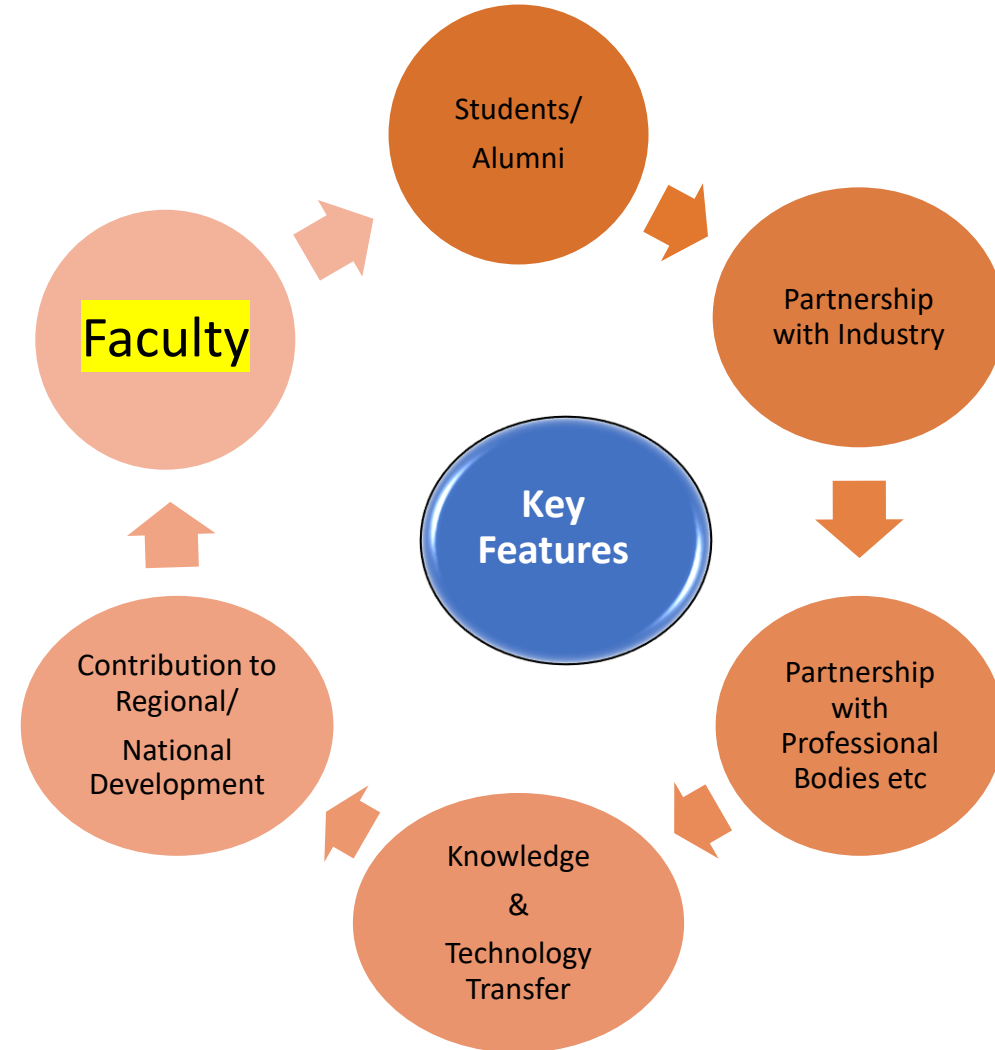 Students/
Alumni
Partnership
with Industry
Partnership
with
Professional
Bodies etc
Knowledge
&
Technology
Transfer
Contribution to
Regional/
National
Development
Faculty
Key
Features